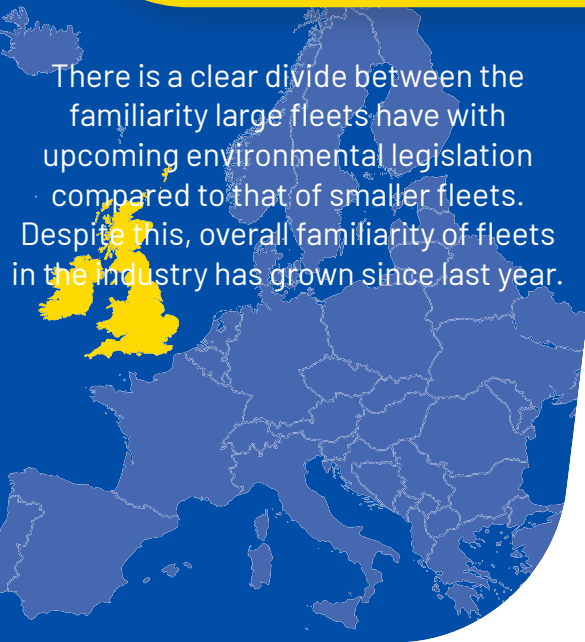 There is a clear divide between the
familiarity large fleets have with
upcoming environmental legislation
compared to that of smaller fleets.
Despite this, overall familiarity of fleets
in the industry has grown since last year.